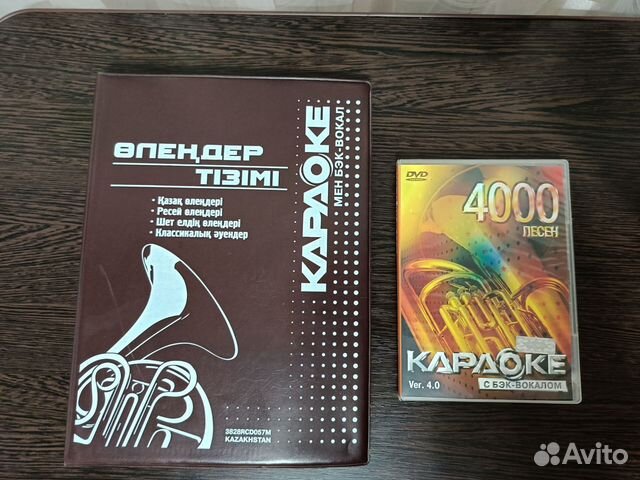 ӨЛЕҢДЕР
ТІЗІМІ
• Қазақ өлеңдері
• Ресей өлеңдері
• Шет елдің өлеңдері
• Классикалық әуендер
КАРАОКЕ
МЕН БЭК-ВОКАЛ
3828RCD057M
KAZAKHSTAN
DVD
4000
ПЕСЕН
КАРАОКЕ
Ver. 4.0
С БЭК-ВОКАЛОМ
Avito